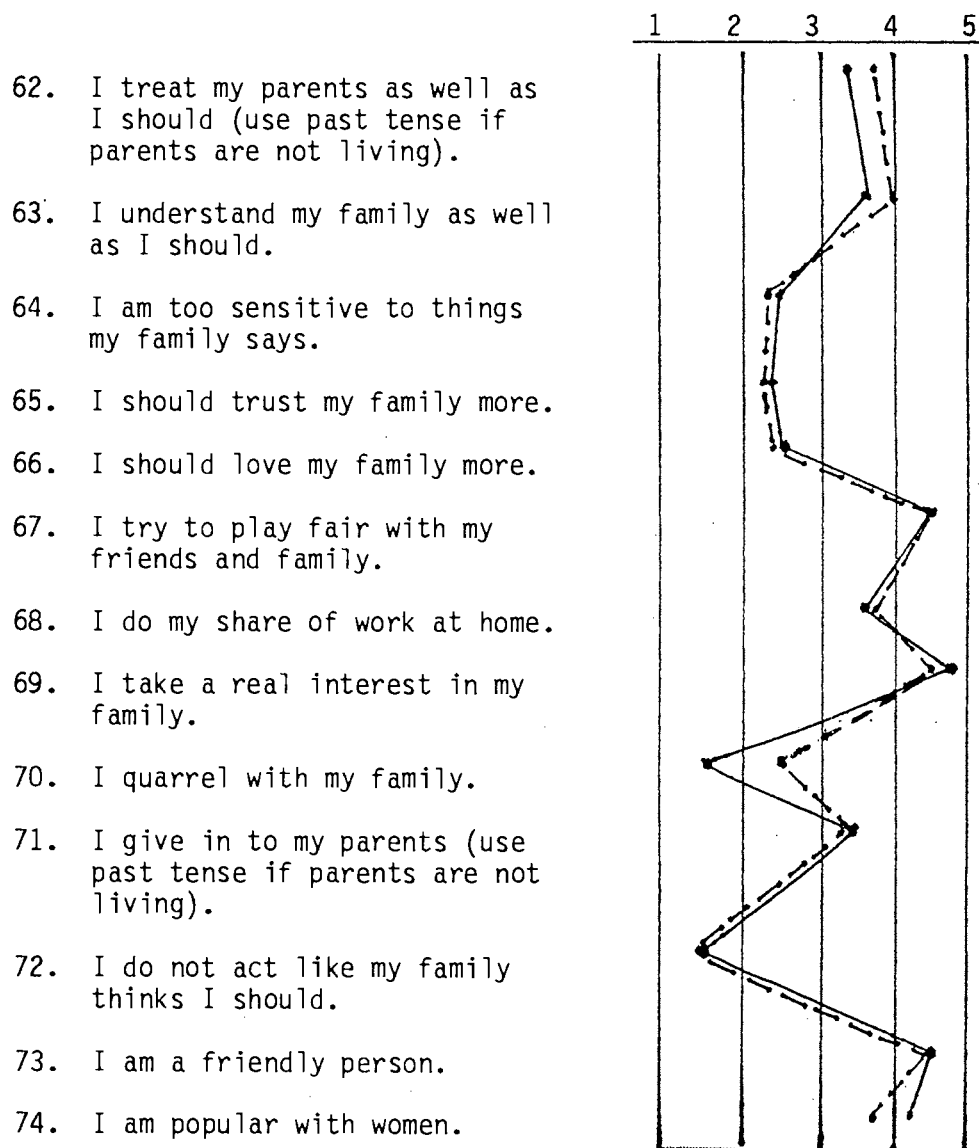 1 2 3 4 5
62. I treat my parents as well as
I should (use past tense if
parents are not living).
63. I understand my family as well
as I should.
64. I am too sensitive to things
my family says.
65. I should trust my family more.
66. I should love my family more.
67. I try to play fair with my
friends and family.
68. I do my share of work at home.
69. I take a real interest in my
family.
70. I quarrel with my family.
71. I give in to my parents (use
past tense if parents are not
living).
72. I do not act like my family
thinks I should.
73. I am a friendly person.
74. I am popular with women.